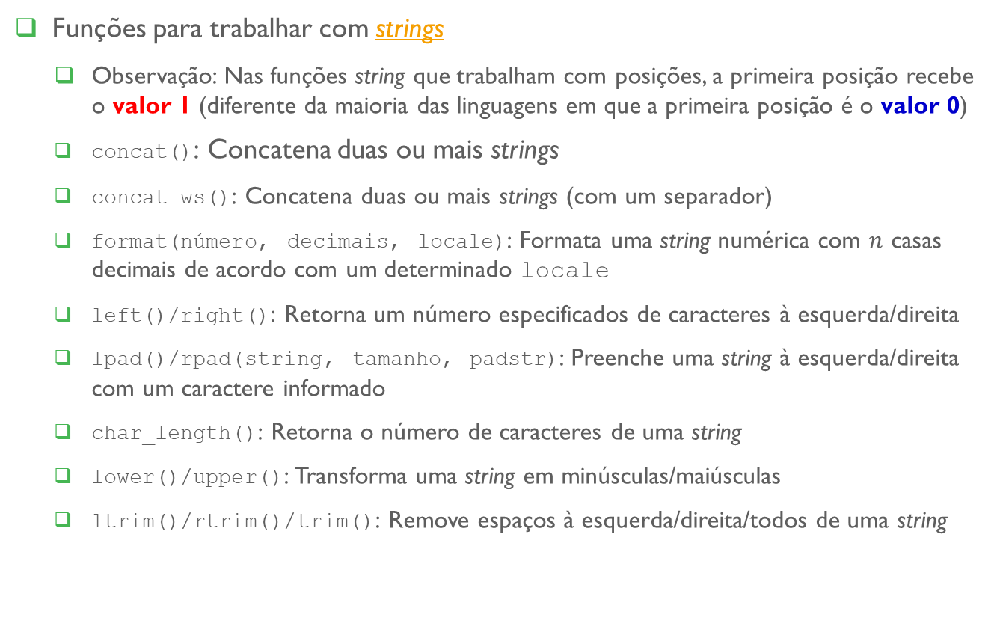 Funções para trabalhar com strings
Observação: Nas funções string que trabalham com posições, a primeira posição recebe
o valor 1 (diferente da maioria das linguagens em que a primeira posição é o valor 0)
concat(): Concatena duas ou mais strings
concat_ws(): Concatena duas ou mais strings (com um separador)
format(número, decimais, locale): Formata uma string numérica com n casas
decimais de acordo com um determinado locale
left()/right(): Retorna um número especificados de caracteres à esquerda/direita
lpad()/rpad(string, tamanho, padstr): Preenche uma string à esquerda/direita
com um caractere informado
char_length(): Retorna o número de caracteres de uma string
lower()/upper(): Transforma uma string em minúsculas/maiúsculas
ltrim()/rtrim()/trim(): Remove espaços à esquerda/direita/todos de uma string